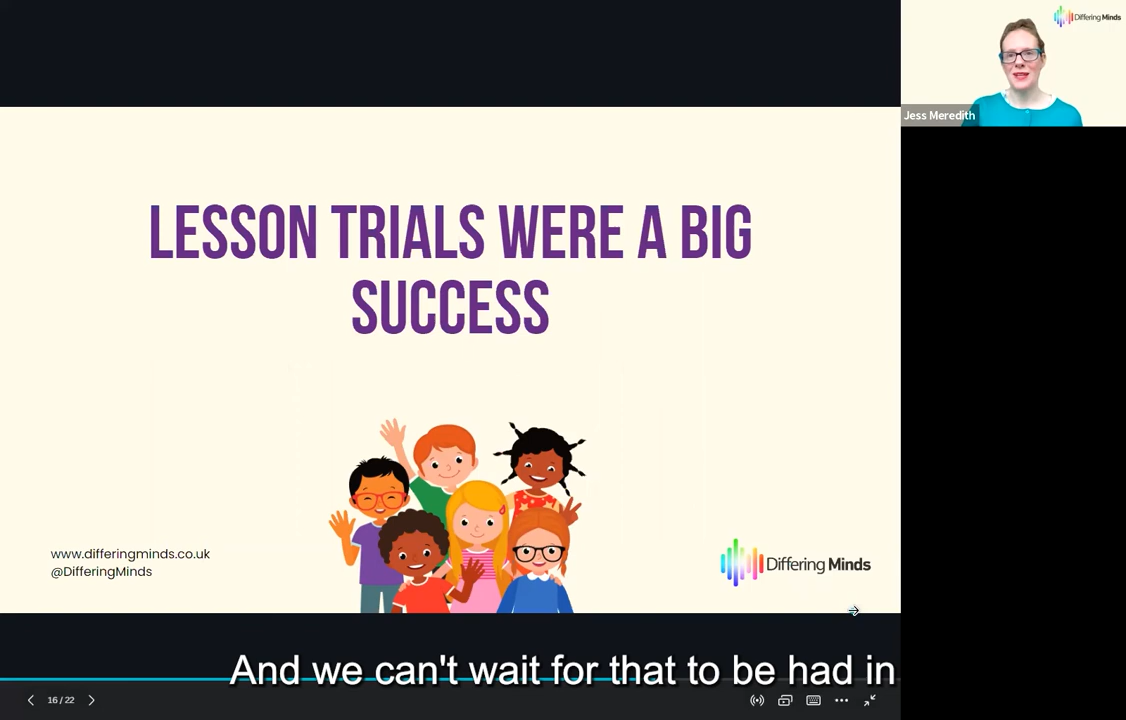 Differing Minds
Jess Meredith
LESSON TRIALS WERE A BIG
SUCCESS
www.differingminds.co.uk
@DifferingMinds
Differing Minds
And we can't wait for that to be had in
16 / 22